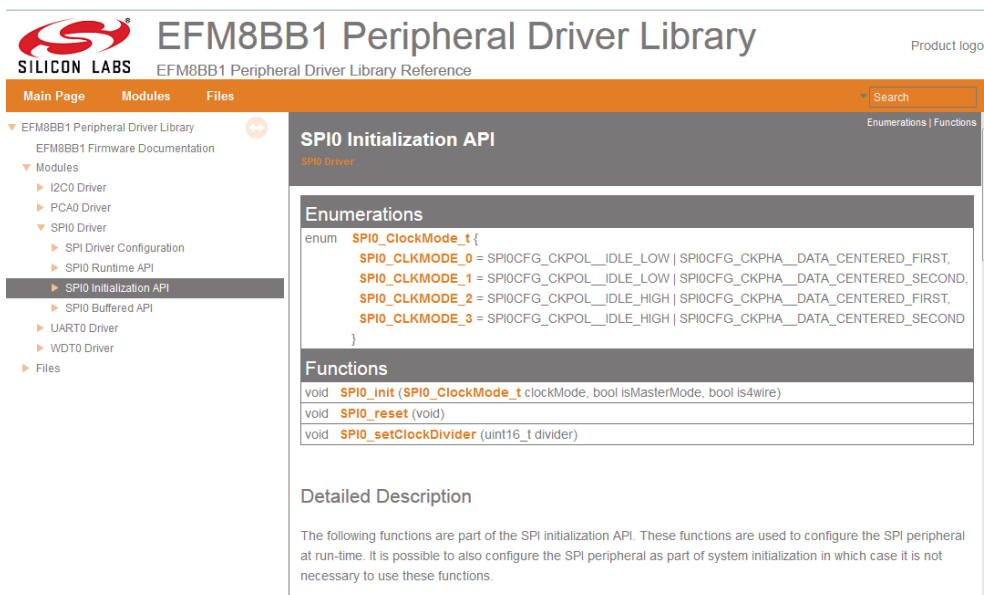 SILICON LABS
EFM8BB1 Peripheral Driver Library
EFM8BB1 Peripheral Driver Library Reference
Product logo
Main Page Modules Files
Search
EFM8BB1 Peripheral Driver Library
EFM8BB1 Firmware Documentation
Modules
I2C0 Driver
PCA0 Driver
SPI0 Driver
SPI Driver Configuration
SPI0 Runtime API
SPI0 Initialization API
SPI0 Buffered API
UART0 Driver
WDT0 Driver
Files
Enumerations | Functions
SPI0 Initialization API
SPI0 Driver
Enumerations
enum SPI0_ClockMode_t {
SPI0_CLKMODE_0 = SPI0CFG_CKPOL__IDLE_LOW | SPI0CFG_CKPHA__DATA_CENTERED_FIRST,
SPI0_CLKMODE_1 = SPI0CFG_CKPOL__IDLE_LOW | SPI0CFG_CKPHA__DATA_CENTERED_SECOND,
SPI0_CLKMODE_2 = SPI0CFG_CKPOL__IDLE_HIGH | SPI0CFG_CKPHA__DATA_CENTERED_FIRST,
SPI0_CLKMODE_3 = SPI0CFG_CKPOL__IDLE_HIGH | SPI0CFG_CKPHA__DATA_CENTERED_SECOND
}
Functions
void SPI0_init (SPI0_ClockMode_t clockMode, bool isMasterMode, bool is4wire)
void SPI0_reset (void)
void SPI0_setClockDivider (uint16_t divider)
Detailed Description
The following functions are part of the SPI initialization API. These functions are used to configure the SPI peripheral
at run-time. It is possible to also configure the SPI peripheral as part of system initialization in which case it is not
necessary to use these functions.